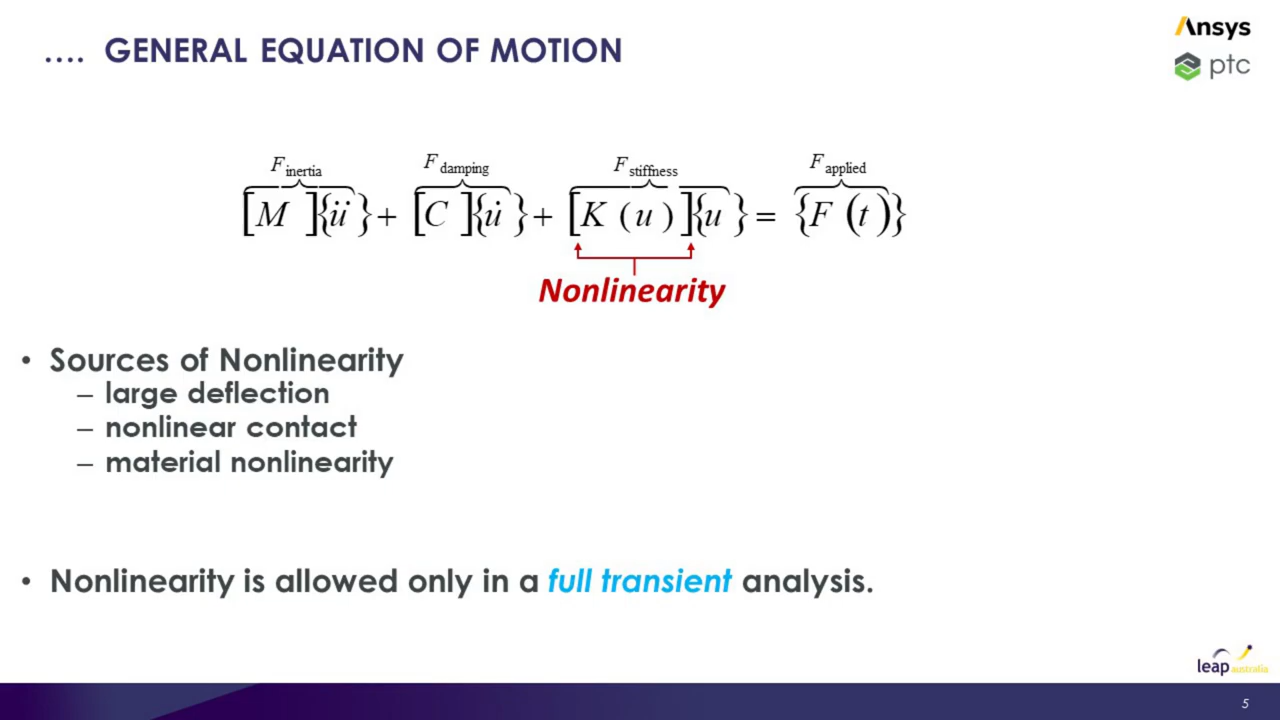 .... GENERAL EQUATION OF MOTION
Ansys
ptc
F inertia F damping F stiffness F applied
[M]{ü} + [C]{u̇} + [K(u)]{u} = {F(t)}
Nonlinearity
• Sources of Nonlinearity
– large deflection
– nonlinear contact
– material nonlinearity
• Nonlinearity is allowed only in a full transient analysis.
leap australia
5